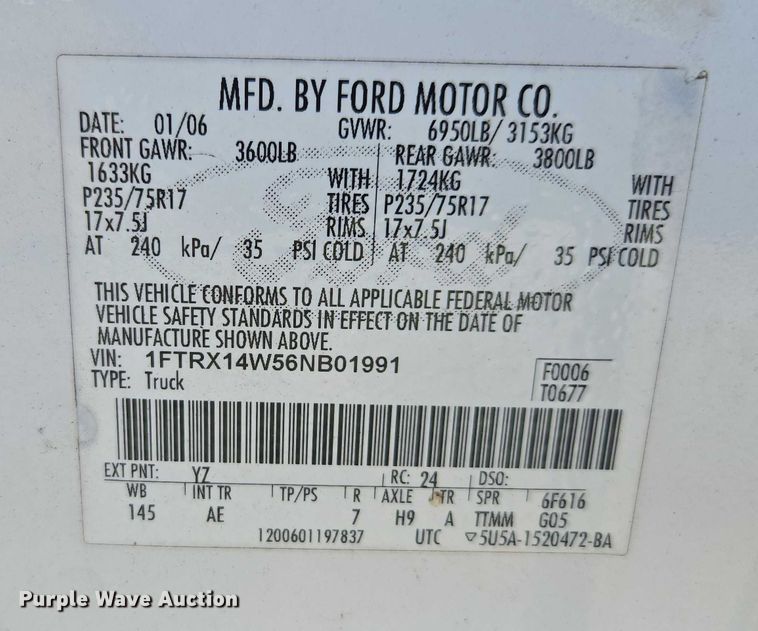 MFD. BY FORD MOTOR CO.
DATE: 01/06 GVWR: 6950LB/ 3153KG
FRONT GAWR: 3600LB REAR GAWR: 3800LB
1633KG WITH 1724KG WITH
P235/75R17 TIRES P235/75R17 TIRES
17x7.5J RIMS 17x7.5J RIMS
AT 240 kPa/ 35 PSI COLD AT 240 kPa/ 35 PSI COLD
THIS VEHICLE CONFORMS TO ALL APPLICABLE FEDERAL MOTOR
VEHICLE SAFETY STANDARDS IN EFFECT ON THE DATE OF
MANUFACTURE SHOWN ABOVE.
VIN: 1FTRX14W56NB01991 F0006
TYPE: Truck T0677
EXT PNT: YZ RC: 24 DSO:
WB INT TR TP/PS R AXLE TR SPR 6F616
145 AE 7 H9 A TTMM G05
1200601197837 UTC ▽5U5A-1520472-BA
Purple Wave Auction